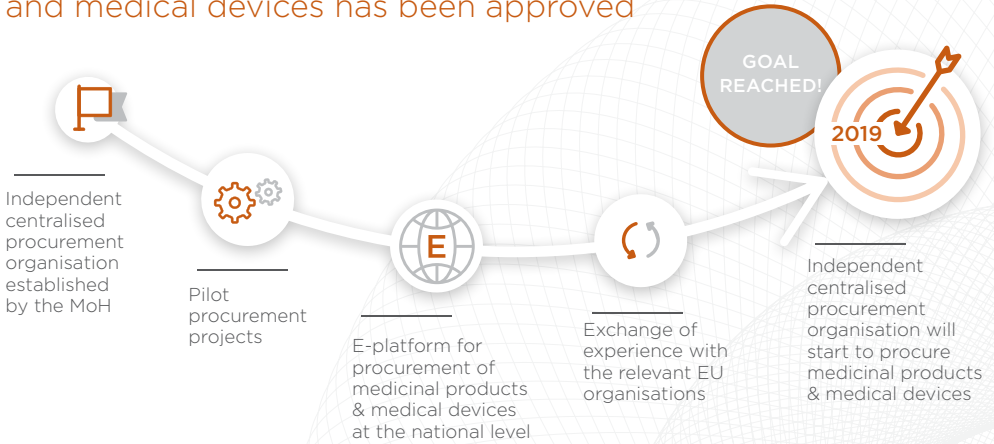 and medical devices has been approved
GOAL
REACHED!
2019
Independent
centralised
procurement
organisation
established
by the MoH
Pilot
procurement
projects
E
E-platform for
procurement of
medicinal products
& medical devices
at the national level
Exchange of
experience with
the relevant EU
organisations
Independent
centralised
procurement
organisation will
start to procure
medicinal products
& medical devices